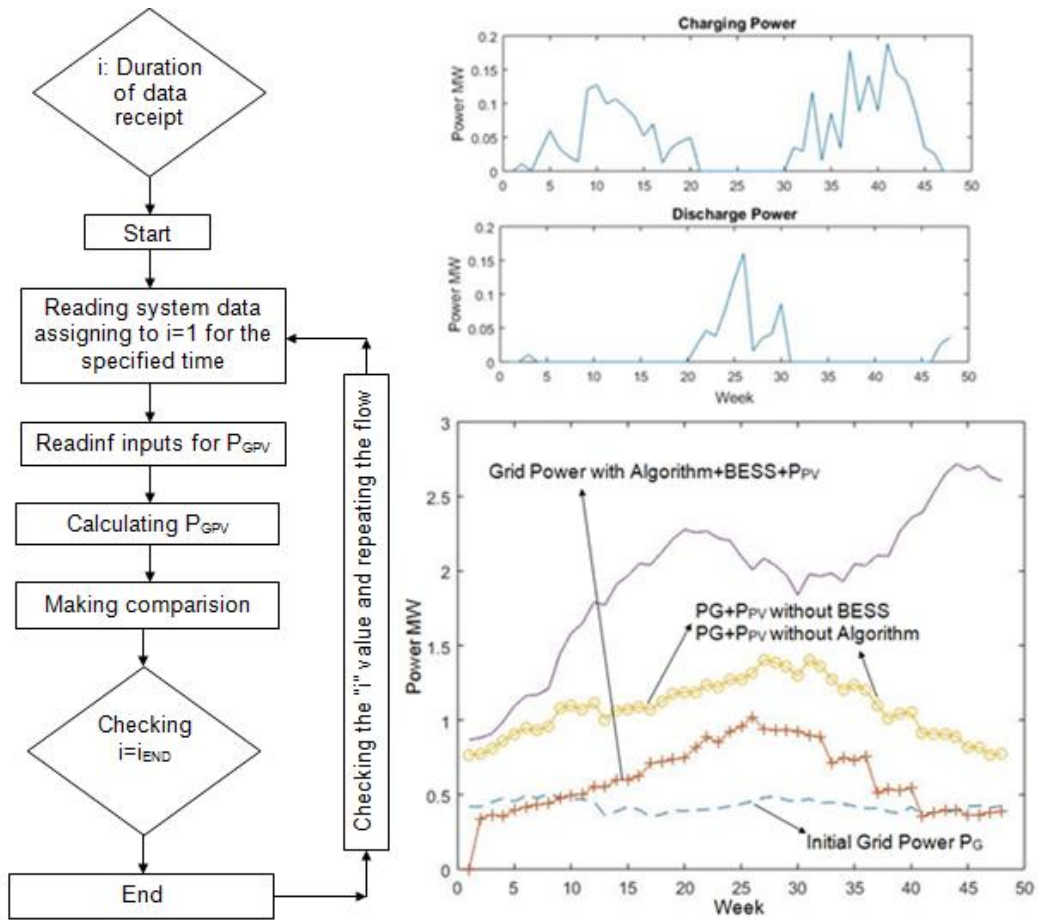 i: Duration
of data
receipt
Start
Reading system data
assigning to i=1 for the
specified time
Readinf inputs for PGPV
Calculating PGPV
Making comparision
Checking
i=iEND
End
Checking the "i" value and repeating the flow
Charging Power
Power MW
0.2
0.15
0.1
0.05
0
0 5 10 15 20 25 30 35 40 45 50
Discharge Power
Power MW
0.2
0.15
0.1
0.05
0
0 5 10 15 20 25 30 35 40 45 50
Week
Power MW
3
2.5
2
1.5
1
0.5
0
Grid Power with Algorithm+BESS+PPV
PG+PPV without BESS
PG+PPV without Algorithm
Initial Grid Power PG
0 5 10 15 20 25 30 35 40 45 50
Week